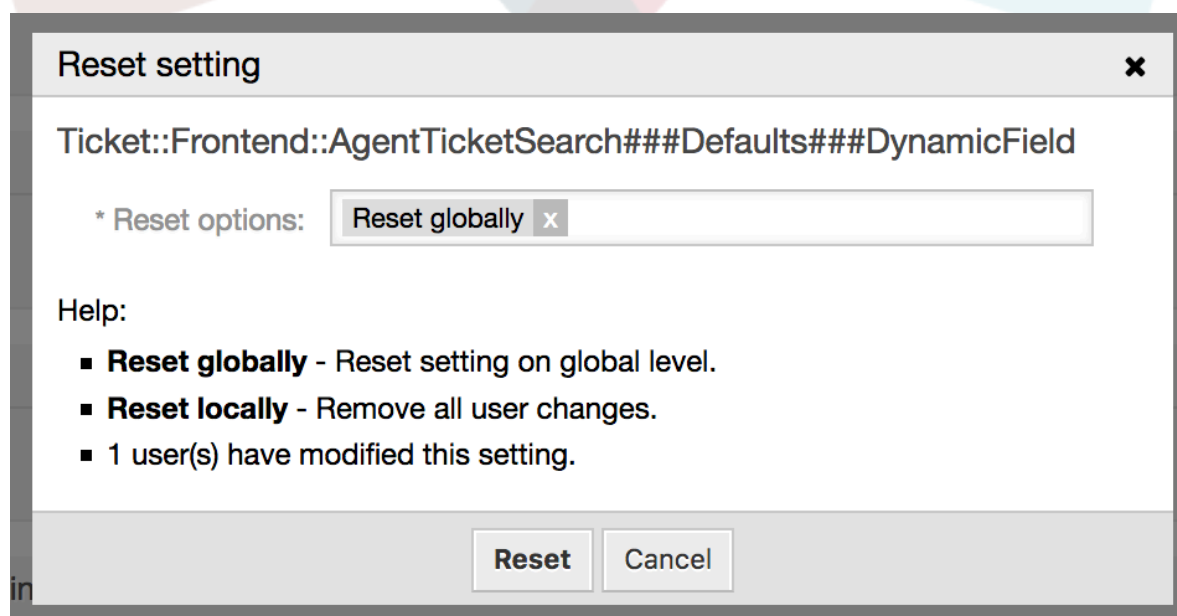 Reset setting ✖
Ticket::Frontend::AgentTicketSearch###Defaults###DynamicField
* Reset options: Reset globally x
Help:
▪ Reset globally - Reset setting on global level.
▪ Reset locally - Remove all user changes.
▪ 1 user(s) have modified this setting.
Reset Cancel
in